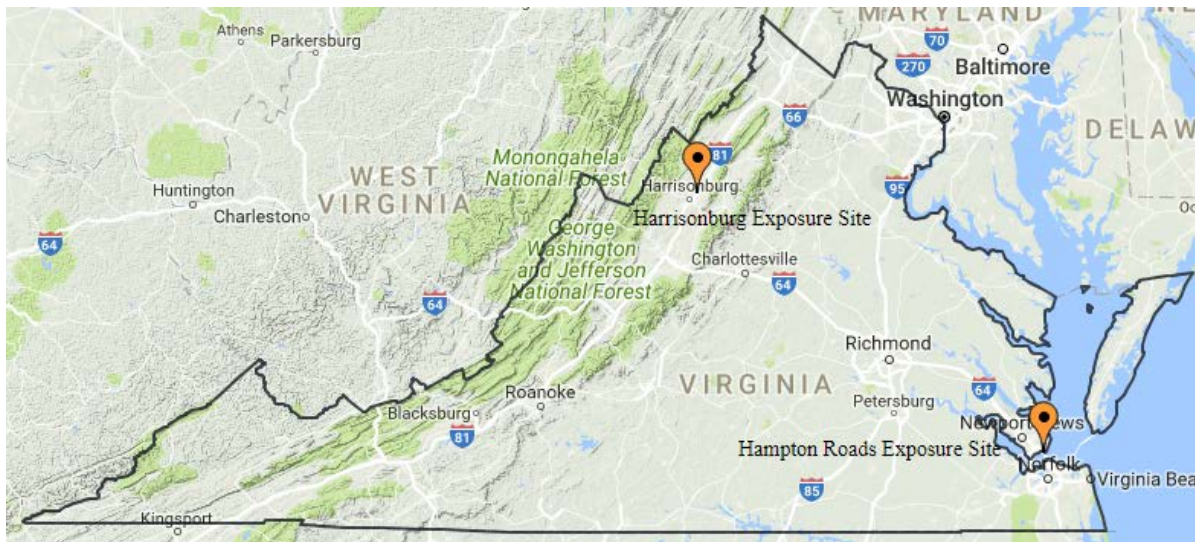 MARYLAND
Athens
Parkersburg
70
Baltimore
270
Washington
66
DELAW
Monongahela
National Forest
81
WEST
VIRGINIA
Huntington
Harrisonburg
95
Charleston
Harrisonburg Exposure Site
64
George
Washington
and Jefferson
National Forest
Charlottesville
64
64
Richmond
VIRGINIA
64
Roanoke
Petersburg
Blacksburg
Newport News
81
Hampton Roads Exposure Site
Norfolk
Virginia Bea
85
Kingsport